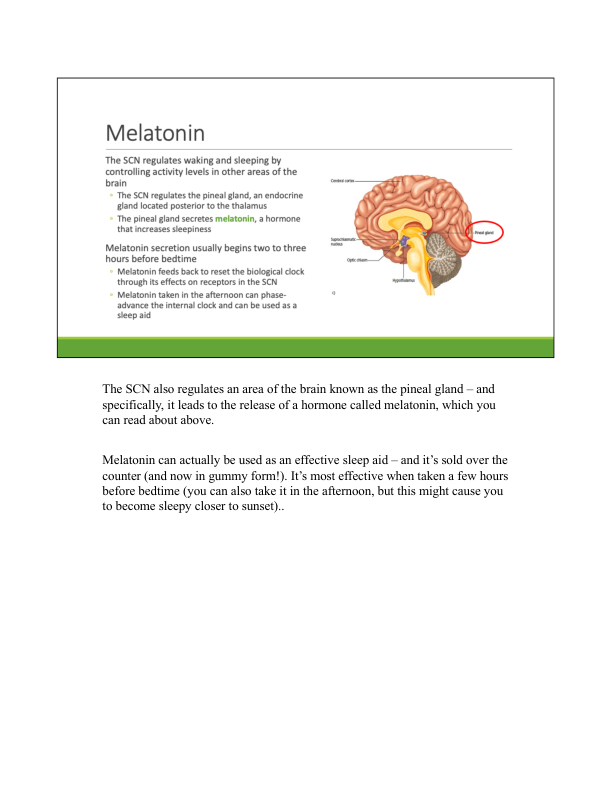 Melatonin
The SCN regulates waking and sleeping by
controlling activity levels in other areas of the
brain
• The SCN regulates the pineal gland, an endocrine
gland located posterior to the thalamus
• The pineal gland secretes melatonin, a hormone
that increases sleepiness
Melatonin secretion usually begins two to three
hours before bedtime
• Melatonin feeds back to reset the biological clock
through its effects on receptors in the SCN
• Melatonin taken in the afternoon can phase-
advance the internal clock and can be used as a
sleep aid
Cerebral cortex
Suprachiasmatic
nucleus
Optic chiasm
Hypothalamus
Pineal gland
c)
The SCN also regulates an area of the brain known as the pineal gland – and
specifically, it leads to the release of a hormone called melatonin, which you
can read about above.
Melatonin can actually be used as an effective sleep aid – and it’s sold over the
counter (and now in gummy form!). It’s most effective when taken a few hours
before bedtime (you can also take it in the afternoon, but this might cause you
to become sleepy closer to sunset)..